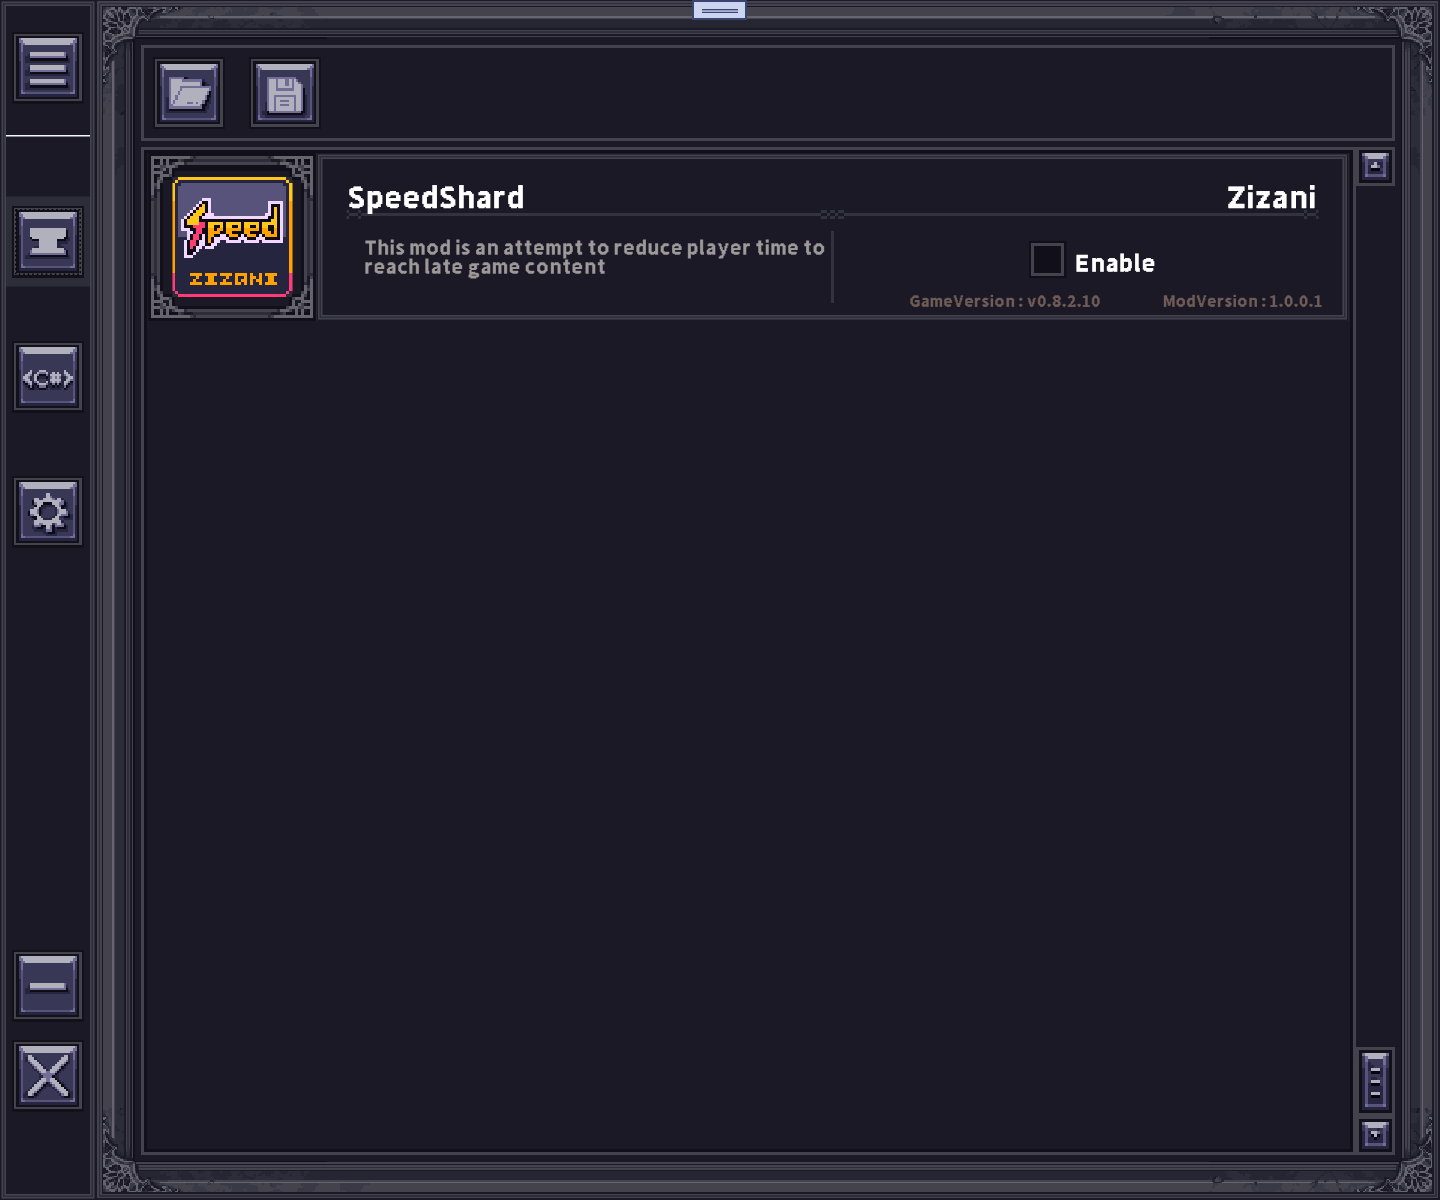 SpeedShard
Zizani
Speed
ZIZANI
This mod is an attempt to reduce player time to
reach late game content
Enable
GameVersion : v0.8.2.10
ModVersion : 1.0.0.1
<C#>